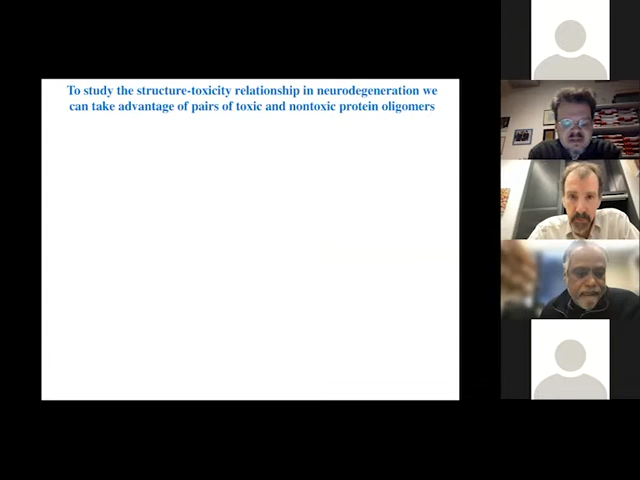 To study the structure-toxicity relationship in neurodegeneration we
can take advantage of pairs of toxic and nontoxic protein oligomers